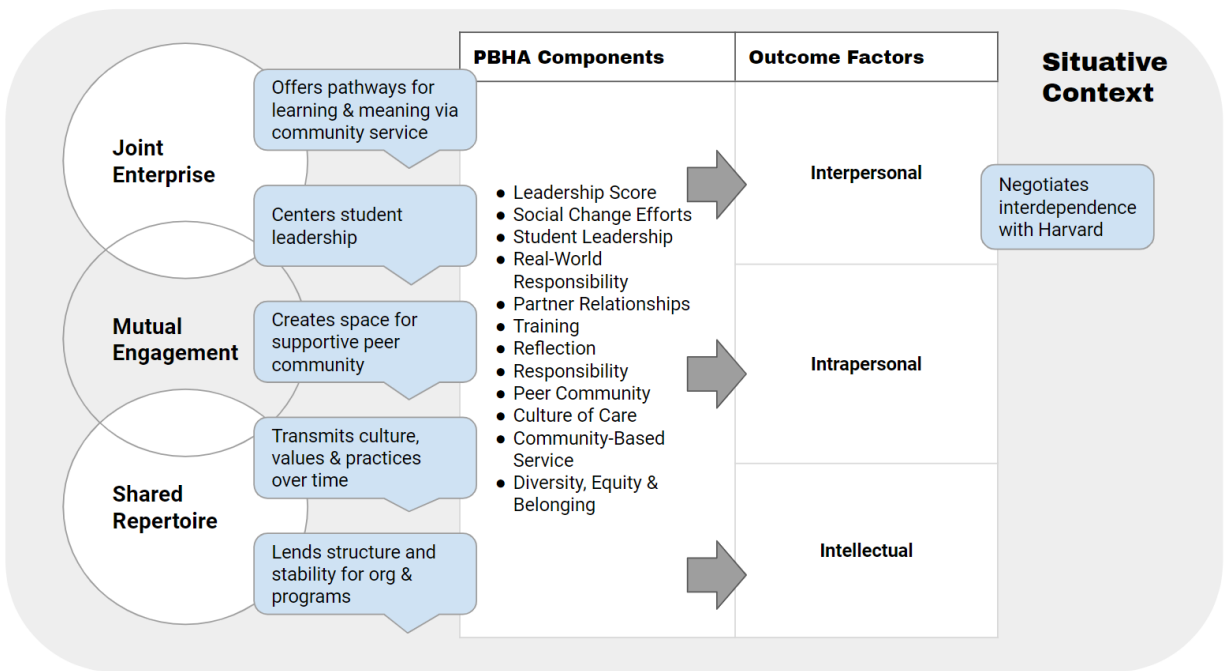 Joint
Enterprise
Mutual
Engagement
Shared
Repertoire
Offers pathways for
learning & meaning via
community service
Centers student
leadership
Creates space for
supportive peer
community
Transmits culture,
values & practices
over time
Lends structure and
stability for org &
programs
PBHA Components
● Leadership Score
● Social Change Efforts
● Student Leadership
● Real-World
Responsibility
● Partner Relationships
● Training
● Reflection
● Responsibility
● Peer Community
● Culture of Care
● Community-Based
Service
● Diversity, Equity &
Belonging
Outcome Factors
Interpersonal
Intrapersonal
Intellectual
Situative
Context
Negotiates
interdependence
with Harvard